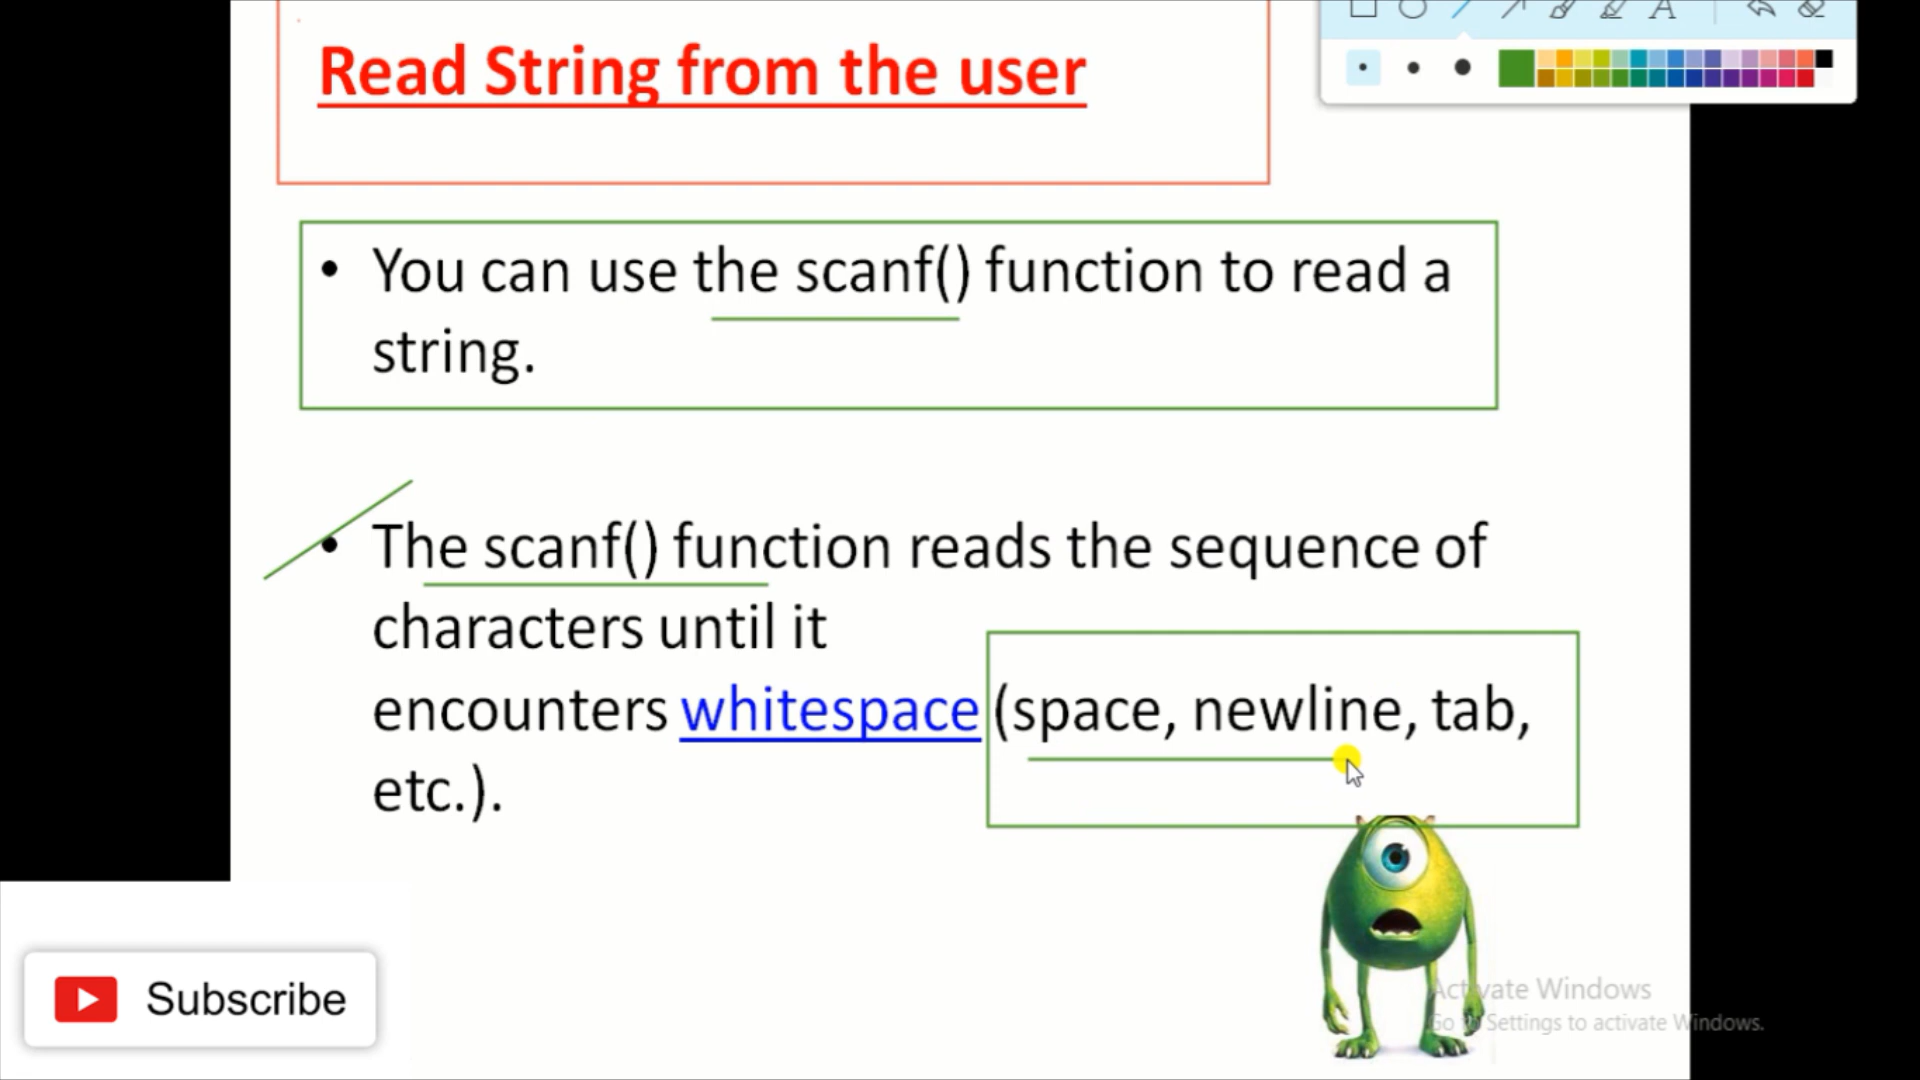 Read String from the user
• You can use the scanf() function to read a
string.
• The scanf() function reads the sequence of
characters until it
encounters whitespace (space, newline, tab,
etc.).
Subscribe
Activate Windows
Go to Settings to activate Windows.